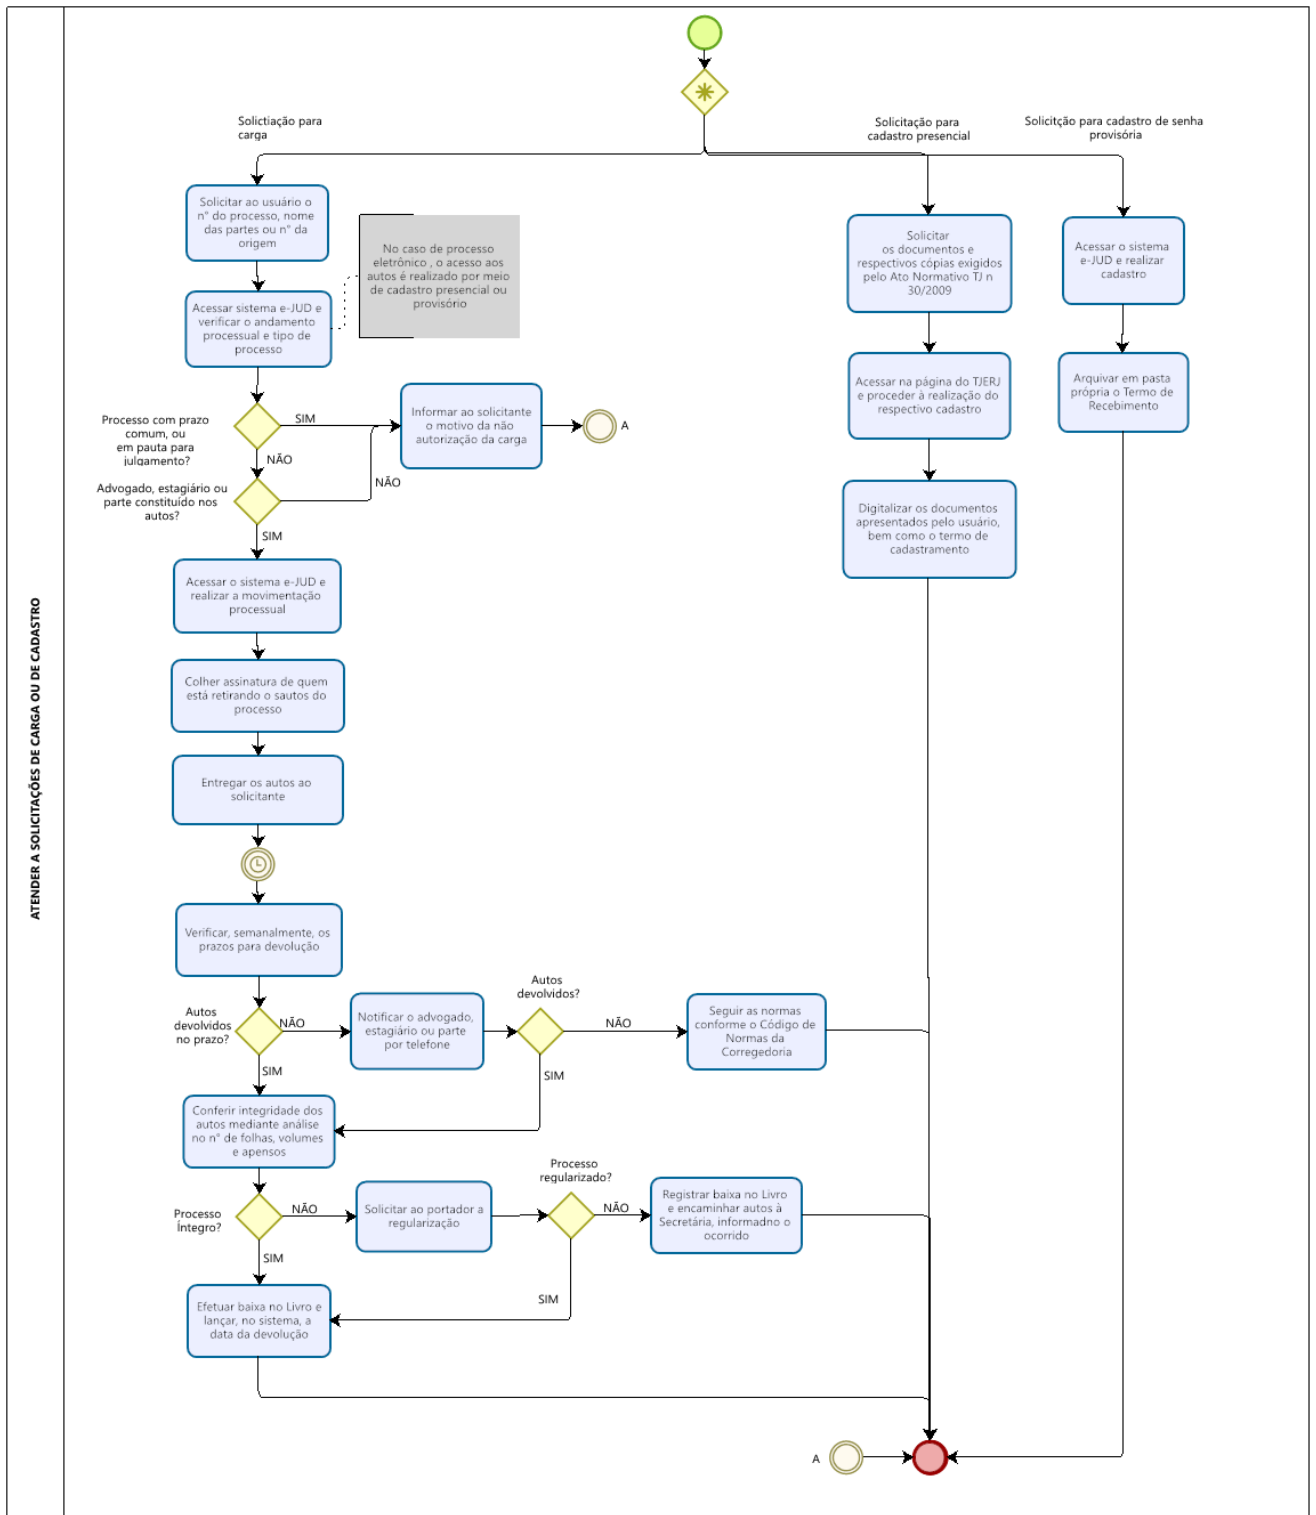 ATENDER A SOLICITAÇÕES DE CARGA OU DE CADASTRO
Solictiação para
carga
Solicitação para
cadastro presencial
Solicitção para cadastro de senha
provisória
Solicitar ao usuário o
n° do processo, nome
das partes ou n° da
origem
No caso de processo
eletrônico , o acesso aos
autos é realizado por meio
de cadastro presencial ou
provisório
Solicitar
os documentos e
respectivos cópias exigidos
pelo Ato Normativo TJ n
30/2009
Acessar o sistema
e-JUD e realizar
cadastro
Acessar sistema e-JUD e
verificar o andamento
processual e tipo de
processo
Acessar na página do TJERJ
e proceder à realização do
respectivo cadastro
Arquivar em pasta
própria o Termo de
Recebimento
Processo com prazo
comum, ou
em pauta para
julgamento?
SIM
Informar ao solicitante
o motivo da não
autorização da carga
A
NÃO
Advogado, estagiário ou
parte constituído nos
autos?
NÃO
SIM
Digitalizar os documentos
apresentados pelo usuário,
bem como o termo de
cadastramento
Acessar o sistema e-JUD e
realizar a movimentação
processual
Colher assinatura de quem
está retirando o sautos do
processo
Entregar os autos ao
solicitante
Verificar, semanalmente, os
prazos para devolução
Autos
devolvidos
no prazo?
NÃO
Notificar o advogado,
estagiário ou parte
por telefone
Autos
devolvidos?
NÃO
Seguir as normas
conforme o Código de
Normas da
Corregedoria
SIM
SIM
Conferir integridade dos
autos mediante análise
no n° de folhas, volumes
e apensos
Processo
Íntegro?
NÃO
Solicitar ao portador a
regularização
Processo
regularizado?
NÃO
Registrar baixa no Livro
e encaminhar autos à
Secretária, informadno o
ocorrido
SIM
SIM
Efetuar baixa no Livro e
lançar, no sistema, a
data da devolução
A